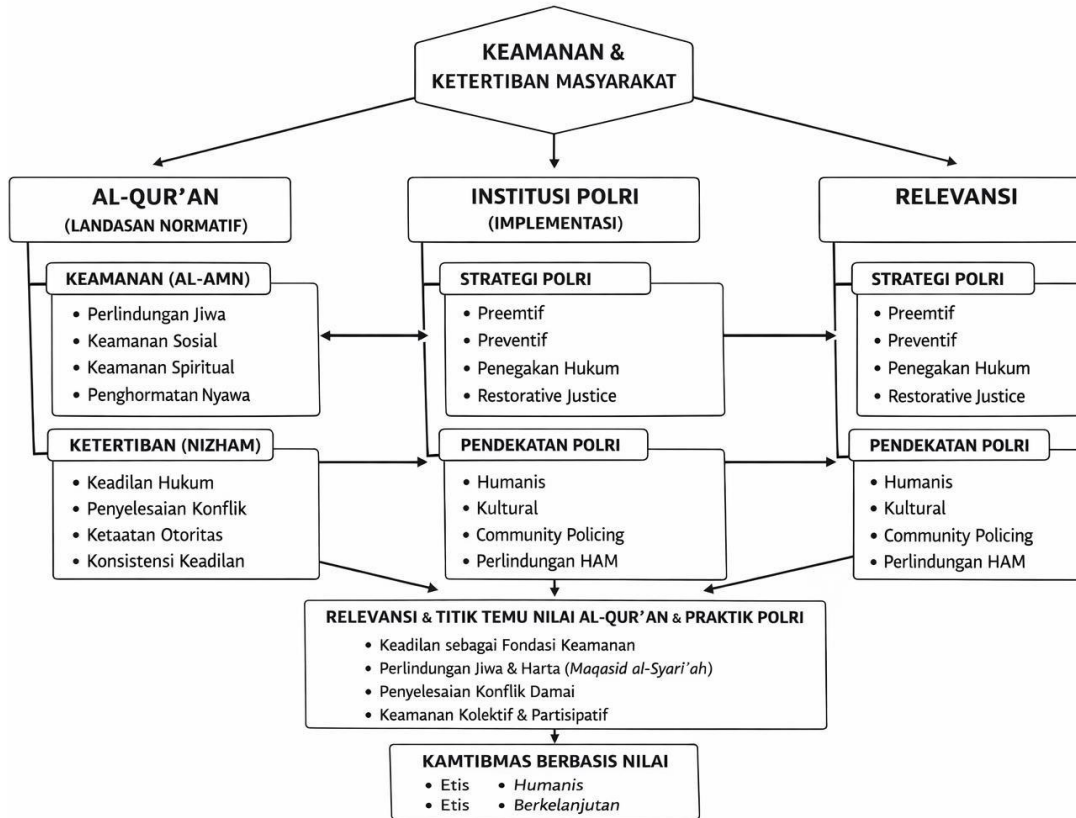 KEAMANAN &
KETERTIBAN MASYARAKAT
AL-QUR'AN
(LANDASAN NORMATIF)
KEAMANAN (AL-AMN)
• Perlindungan Jiwa
• Keamanan Sosial
• Keamanan Spiritual
• Penghormatan Nyawa
KETERTIBAN (NIZHAM)
• Keadilan Hukum
• Penyelesaian Konflik
• Ketaatan Otoritas
• Konsistensi Keadilan
INSTITUSI POLRI
(IMPLEMENTASI)
STRATEGI POLRI
• Preemtif
• Preventif
• Penegakan Hukum
• Restorative Justice
PENDEKATAN POLRI
• Humanis
• Kultural
• Community Policing
• Perlindungan HAM
RELEVANSI
STRATEGI POLRI
• Preemtif
• Preventif
• Penegakan Hukum
• Restorative Justice
PENDEKATAN POLRI
• Humanis
• Kultural
• Community Policing
• Perlindungan HAM
RELEVANSI & TITIK TEMU NILAI AL-QUR'AN & PRAKTIK POLRI
• Keadilan sebagai Fondasi Keamanan
• Perlindungan Jiwa & Harta (Maqasid al-Syari'ah)
• Penyelesaian Konflik Damai
• Keamanan Kolektif & Partisipatif
KAMTIBMAS BERBASIS NILAI
• Etis • Humanis
• Etis • Berkelanjutan